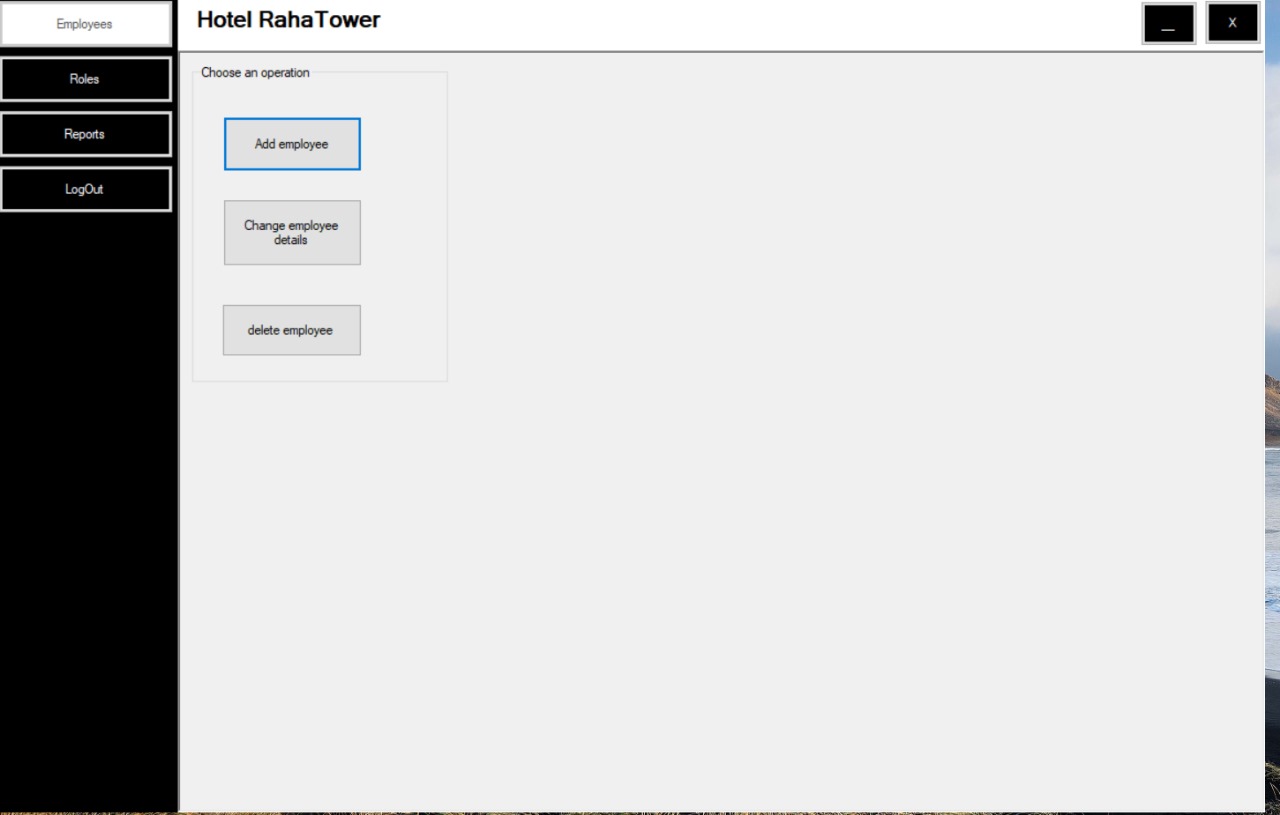 Employees
Hotel RahaTower
_
X
Roles
Reports
LogOut
Choose an operation
Add employee
Change employee
details
delete employee